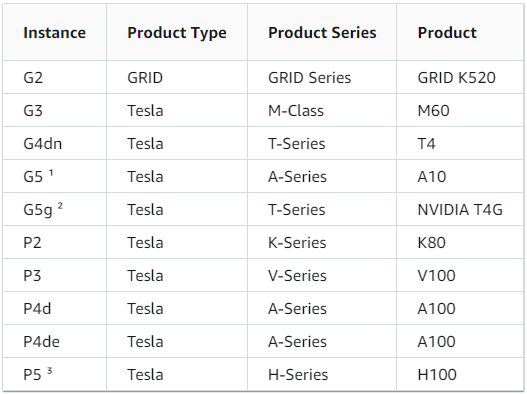 Instance Product Type Product Series Product
G2 GRID GRID Series GRID K520
G3 Tesla M-Class M60
G4dn Tesla T-Series T4
G5 ¹ Tesla A-Series A10
G5g ² Tesla T-Series NVIDIA T4G
P2 Tesla K-Series K80
P3 Tesla V-Series V100
P4d Tesla A-Series A100
P4de Tesla A-Series A100
P5 ³ Tesla H-Series H100